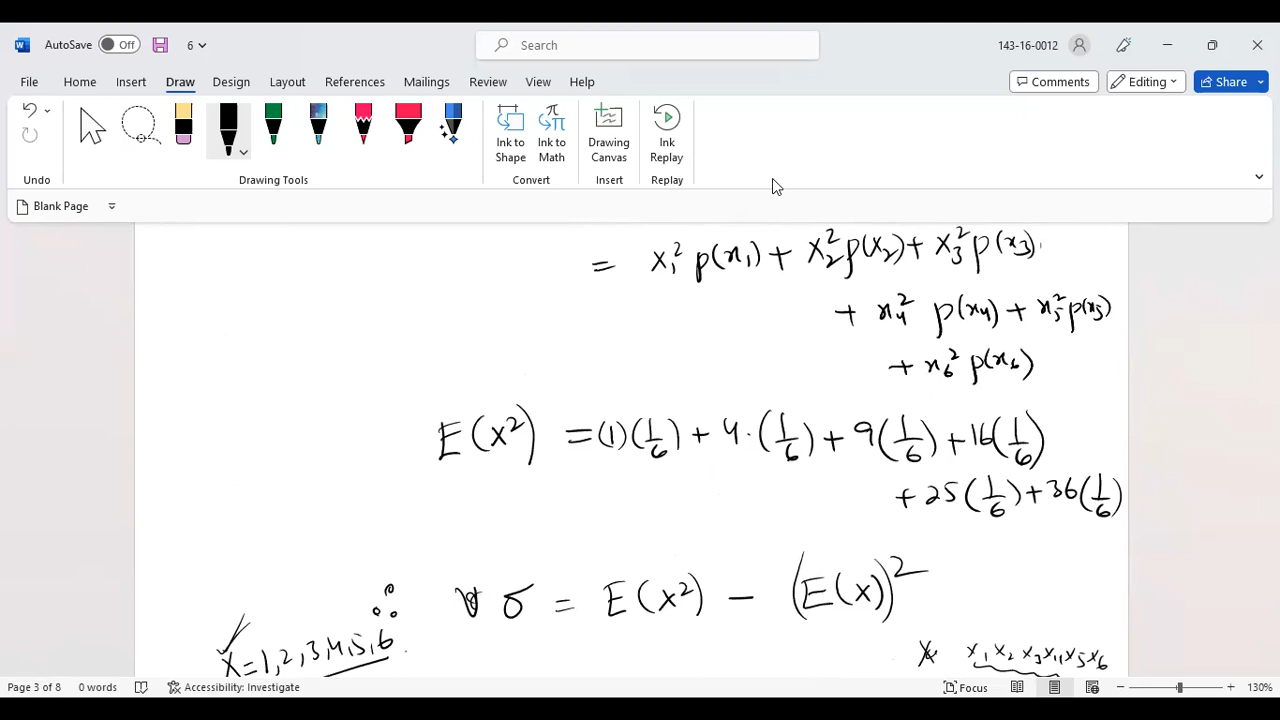 AutoSave Off 6 Search 143-16-0012
File Home Insert Draw Design Layout References Mailings Review View Help Comments Editing Share
Ink to Shape Ink to Math Drawing Canvas Ink Replay
Undo Drawing Tools Convert Insert Replay
Blank Page
= x₁² p(x₁) + x₂² p(x₂) + x₃² p(x₃)
+ x₄² p(x₄) + x₅² p(x₅)
+ x₆² p(x₆)
E(x²) = (1)(1/6) + 4·(1/6) + 9(1/6) + 16(1/6)
+ 25(1/6) + 36(1/6)
∴ σ = E(x²) − (E(x))²
X = 1,2,3,4,5,6
x₁ x₂ x₃ x₄ x₅ x₆
Page 3 of 8 0 words Accessibility: Investigate Focus 130%